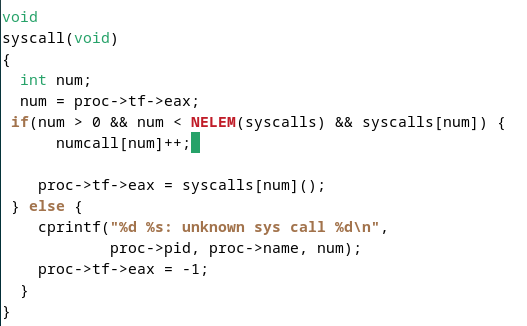 void
syscall(void)
{
  int num;
  num = proc->tf->eax;
 if(num > 0 && num < NELEM(syscalls) && syscalls[num]) {
      numcall[num]++;

    proc->tf->eax = syscalls[num]();
 } else {
    cprintf("%d %s: unknown sys call %d\n",
            proc->pid, proc->name, num);
    proc->tf->eax = -1;
  }
}